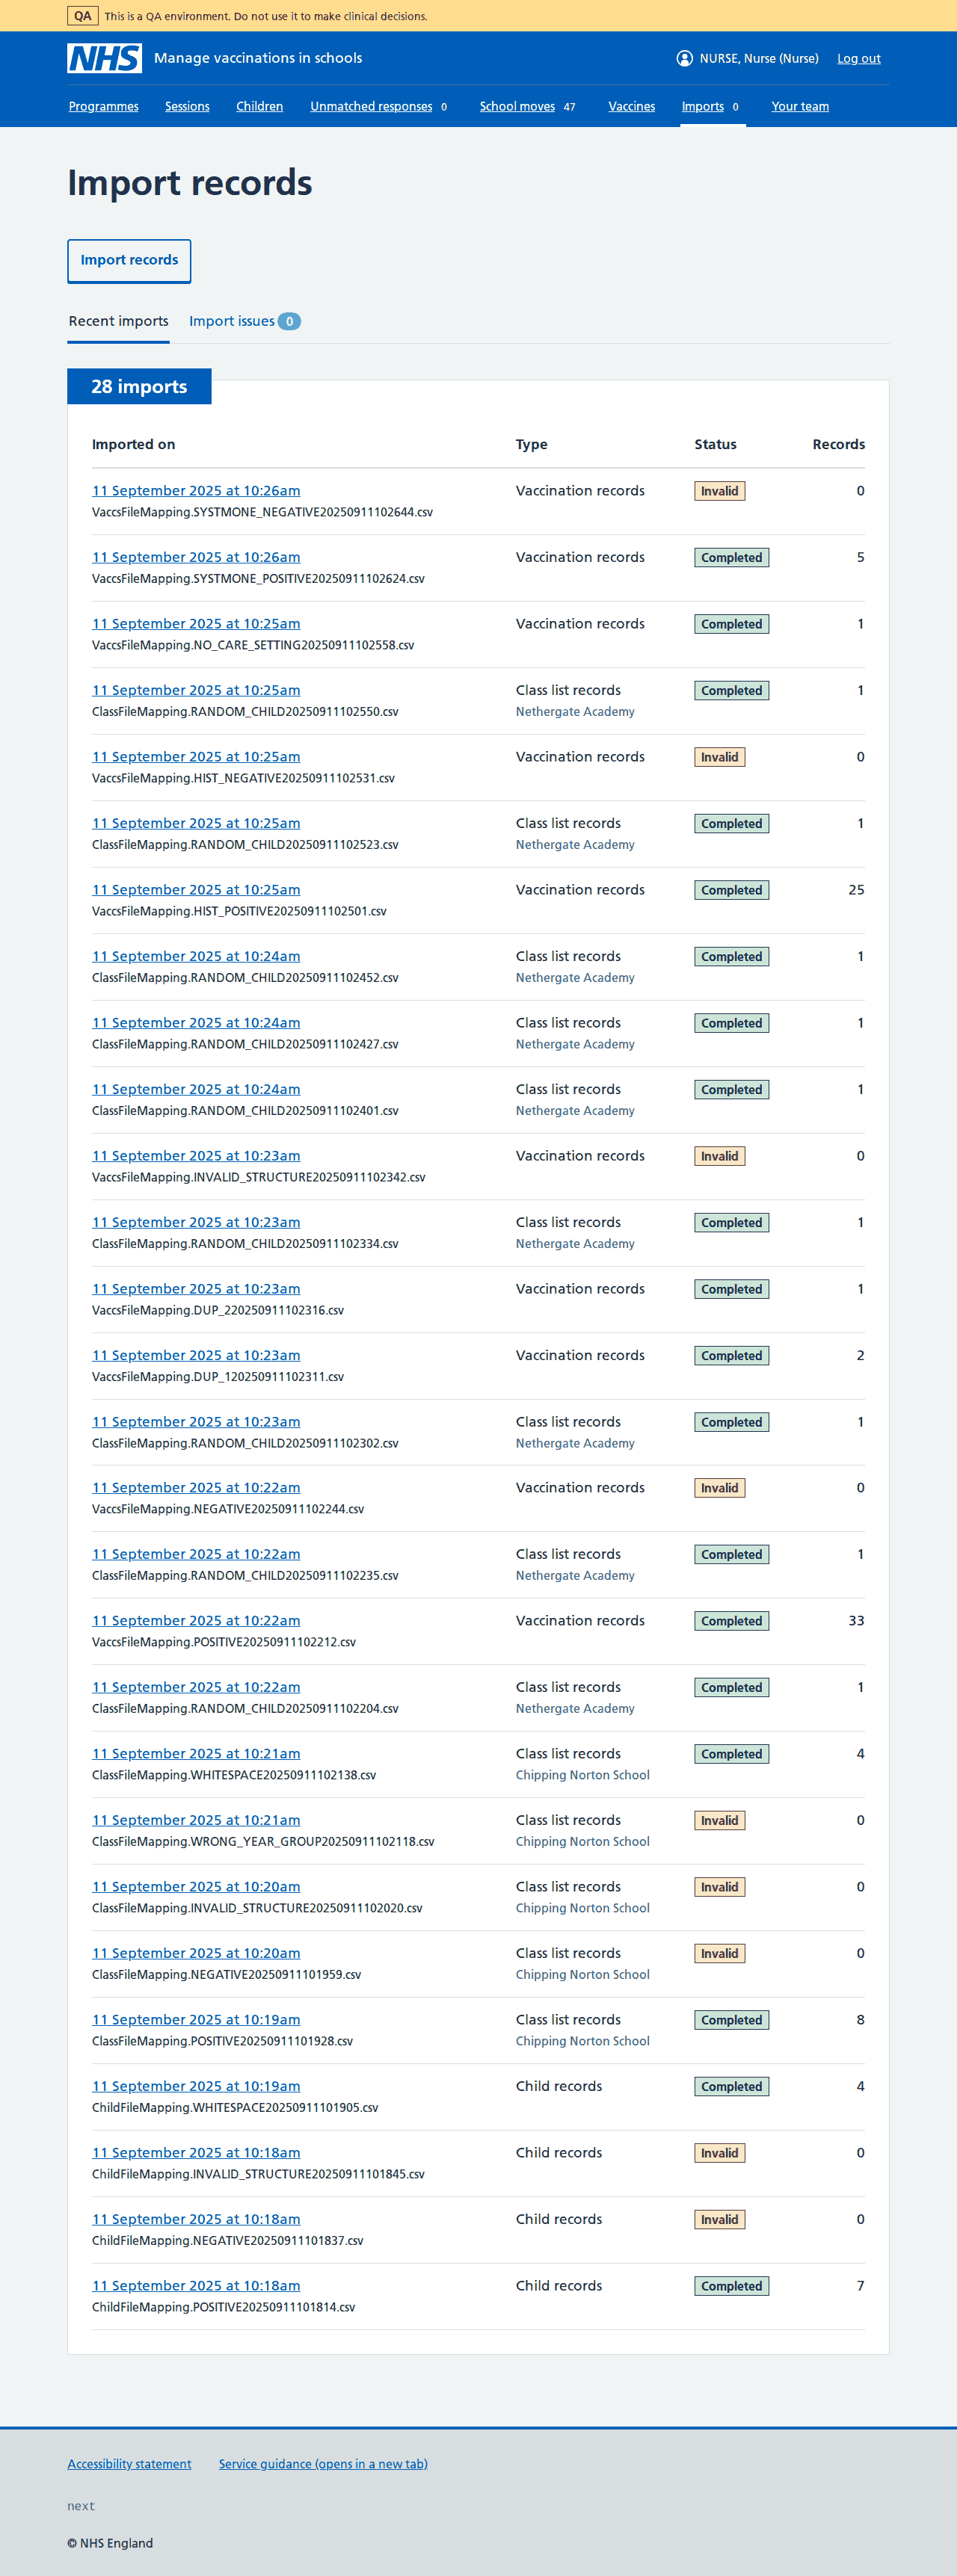 QA This is a QA environment. Do not use it to make clinical decisions.
NHS Manage vaccinations in schools NURSE, Nurse (Nurse) Log out
Programmes Sessions Children Unmatched responses 0 School moves 47 Vaccines Imports 0 Your team
Import records
Import records
Recent imports Import issues 0
28 imports
Imported on Type Status Records
11 September 2025 at 10:26am Vaccination records Invalid 0
VaccsFileMapping.SYSTMONE_NEGATIVE20250911102644.csv
11 September 2025 at 10:26am Vaccination records Completed 5
VaccsFileMapping.SYSTMONE_POSITIVE20250911102624.csv
11 September 2025 at 10:25am Vaccination records Completed 1
VaccsFileMapping.NO_CARE_SETTING20250911102558.csv
11 September 2025 at 10:25am Class list records Completed 1
ClassFileMapping.RANDOM_CHILD20250911102550.csv Nethergate Academy
11 September 2025 at 10:25am Vaccination records Invalid 0
VaccsFileMapping.HIST_NEGATIVE20250911102531.csv
11 September 2025 at 10:25am Class list records Completed 1
ClassFileMapping.RANDOM_CHILD20250911102523.csv Nethergate Academy
11 September 2025 at 10:25am Vaccination records Completed 25
VaccsFileMapping.HIST_POSITIVE20250911102501.csv
11 September 2025 at 10:24am Class list records Completed 1
ClassFileMapping.RANDOM_CHILD20250911102452.csv Nethergate Academy
11 September 2025 at 10:24am Class list records Completed 1
ClassFileMapping.RANDOM_CHILD20250911102427.csv Nethergate Academy
11 September 2025 at 10:24am Class list records Completed 1
ClassFileMapping.RANDOM_CHILD20250911102401.csv Nethergate Academy
11 September 2025 at 10:23am Vaccination records Invalid 0
VaccsFileMapping.INVALID_STRUCTURE20250911102342.csv
11 September 2025 at 10:23am Class list records Completed 1
ClassFileMapping.RANDOM_CHILD20250911102334.csv Nethergate Academy
11 September 2025 at 10:23am Vaccination records Completed 1
VaccsFileMapping.DUP_220250911102316.csv
11 September 2025 at 10:23am Vaccination records Completed 2
VaccsFileMapping.DUP_120250911102311.csv
11 September 2025 at 10:23am Class list records Completed 1
ClassFileMapping.RANDOM_CHILD20250911102302.csv Nethergate Academy
11 September 2025 at 10:22am Vaccination records Invalid 0
VaccsFileMapping.NEGATIVE20250911102244.csv
11 September 2025 at 10:22am Class list records Completed 1
ClassFileMapping.RANDOM_CHILD20250911102235.csv Nethergate Academy
11 September 2025 at 10:22am Vaccination records Completed 33
VaccsFileMapping.POSITIVE20250911102212.csv
11 September 2025 at 10:22am Class list records Completed 1
ClassFileMapping.RANDOM_CHILD20250911102204.csv Nethergate Academy
11 September 2025 at 10:21am Class list records Completed 4
ClassFileMapping.WHITESPACE20250911102138.csv Chipping Norton School
11 September 2025 at 10:21am Class list records Invalid 0
ClassFileMapping.WRONG_YEAR_GROUP20250911102118.csv Chipping Norton School
11 September 2025 at 10:20am Class list records Invalid 0
ClassFileMapping.INVALID_STRUCTURE20250911102020.csv Chipping Norton School
11 September 2025 at 10:20am Class list records Invalid 0
ClassFileMapping.NEGATIVE20250911101959.csv Chipping Norton School
11 September 2025 at 10:19am Class list records Completed 8
ClassFileMapping.POSITIVE20250911101928.csv Chipping Norton School
11 September 2025 at 10:19am Child records Completed 4
ChildFileMapping.WHITESPACE20250911101905.csv
11 September 2025 at 10:18am Child records Invalid 0
ChildFileMapping.INVALID_STRUCTURE20250911101845.csv
11 September 2025 at 10:18am Child records Invalid 0
ChildFileMapping.NEGATIVE20250911101837.csv
11 September 2025 at 10:18am Child records Completed 7
ChildFileMapping.POSITIVE20250911101814.csv
Accessibility statement Service guidance (opens in a new tab)
next
© NHS England